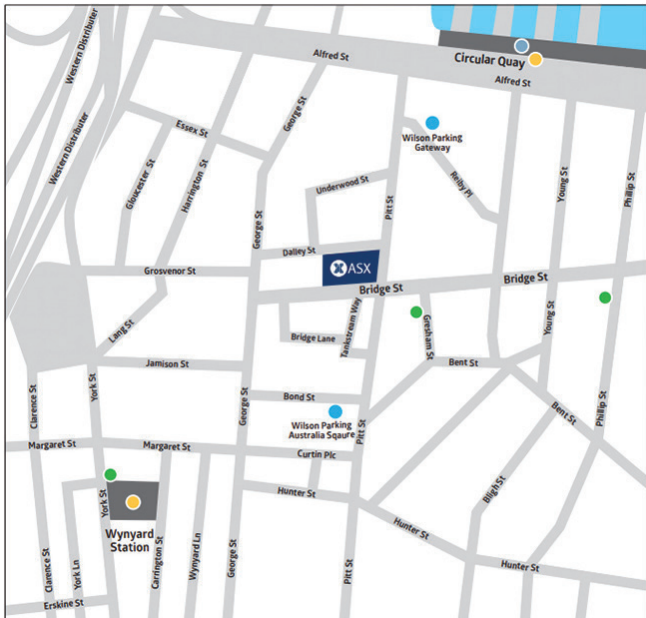 Western Distributer
Alfred St
Circular Quay
Alfred St
Western Distributer
George St
Essex St
Wilson Parking
Gateway
Gloucester St
Harrington St
Underwood St
Pitt St
Reiby Pl
Young St
Phillip St
George St
Dalley St
ASX
Grosvenor St
Bridge St
Bridge St
Lang St
Bridge Lane
Tankstream Way
Gresham St
Young St
Jamison St
Bent St
Clarence St
York St
George St
Bond St
Bent St
Phillip St
Wilson Parking
Australia Sqaure
Pitt St
Margaret St
Margaret St
Curtin Plc
York St
Hunter St
Bligh St
Wynyard
Station
Hunter St
Clarence St
York Ln
Carrington St
Wynyard Ln
George St
Pitt St
Hunter St
Erskine St